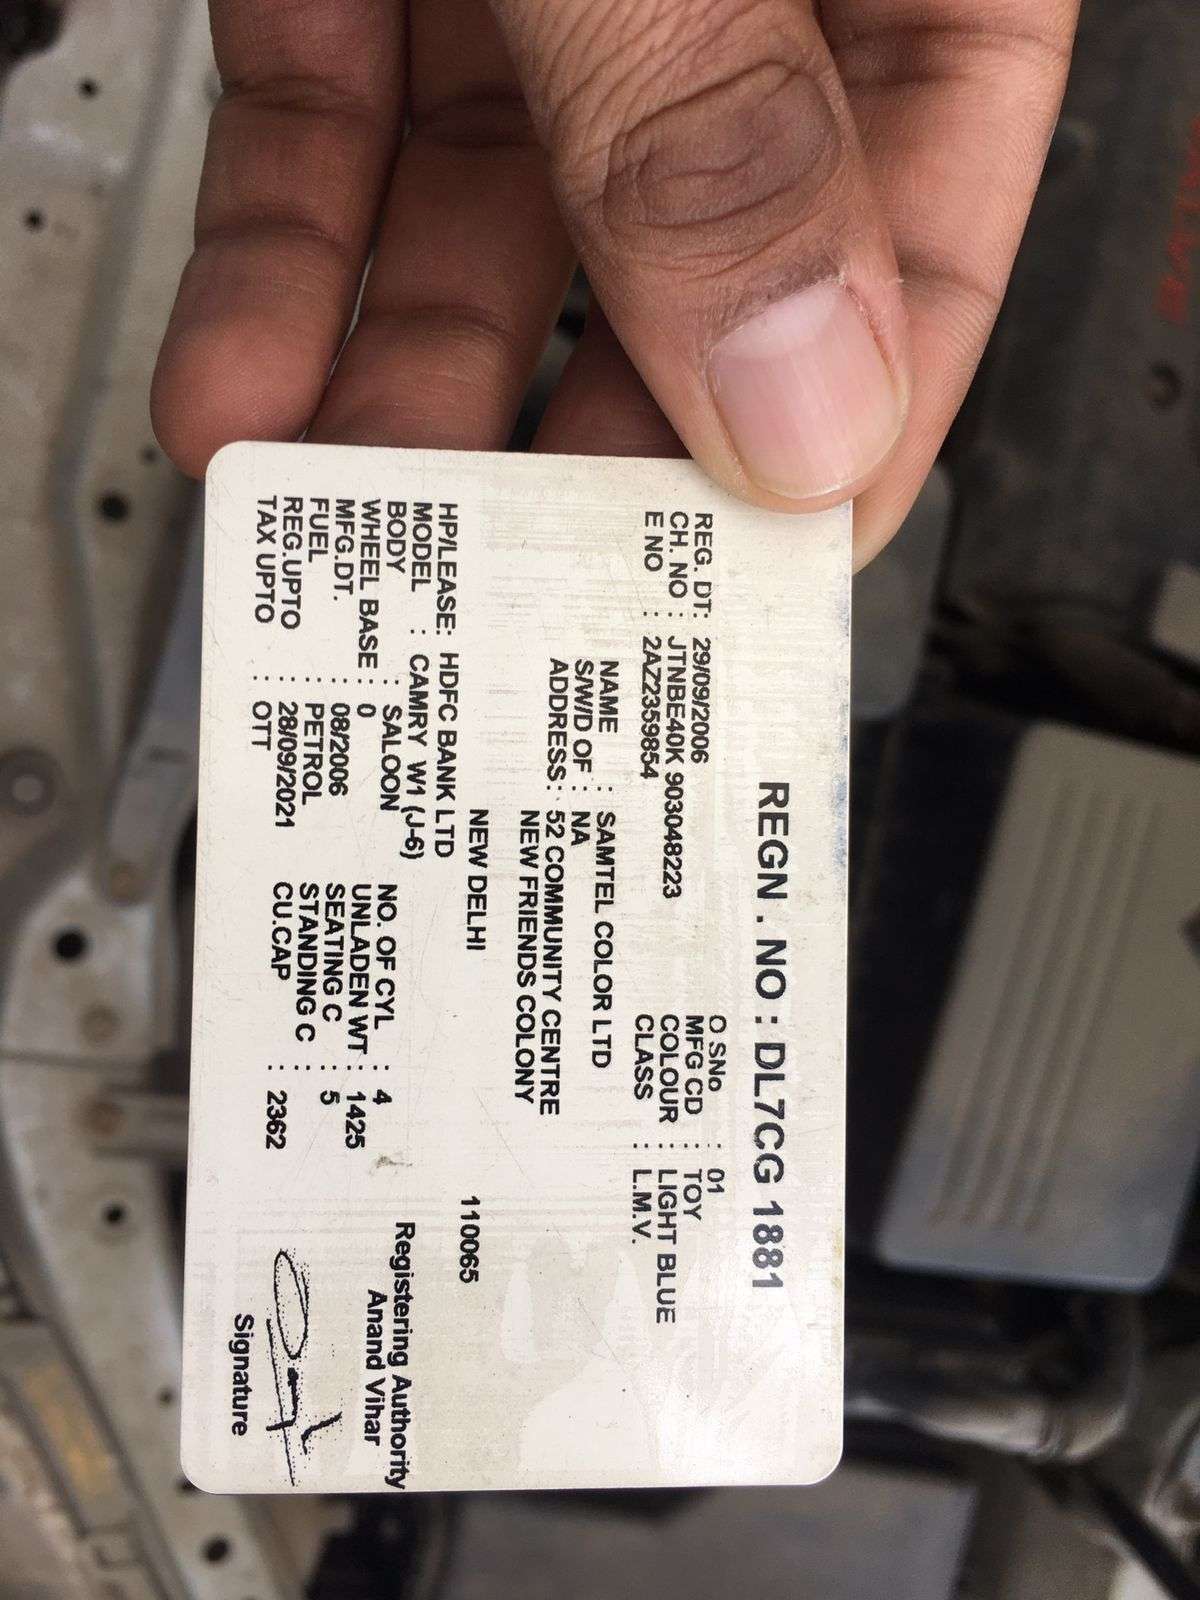 REGN . NO : DL7CG 1881
REG. DT: 29/09/2006 O SNo : 01
CH. NO : JTNBE40K 903048223 MFG CD : TOY
E NO : 2AZ2359854 COLOUR : LIGHT BLUE
CLASS : L.M.V.
NAME : SAMTEL COLOR LTD
S/W/D OF : NA
ADDRESS: 52 COMMUNITY CENTRE
NEW FRIENDS COLONY
NEW DELHI 110065
HP/LEASE: HDFC BANK LTD
MODEL : CAMRY W1 (J-6)
BODY : SALOON NO. OF CYL : 4
WHEEL BASE : 0 UNLADEN WT : 1425
MFG.DT. : 08/2006 SEATING C : 5
FUEL : PETROL STANDING C :
REG.UPTO : 28/09/2021 CU.CAP : 2362
TAX UPTO : OTT
Registering Authority
Anand Vihar
Signature